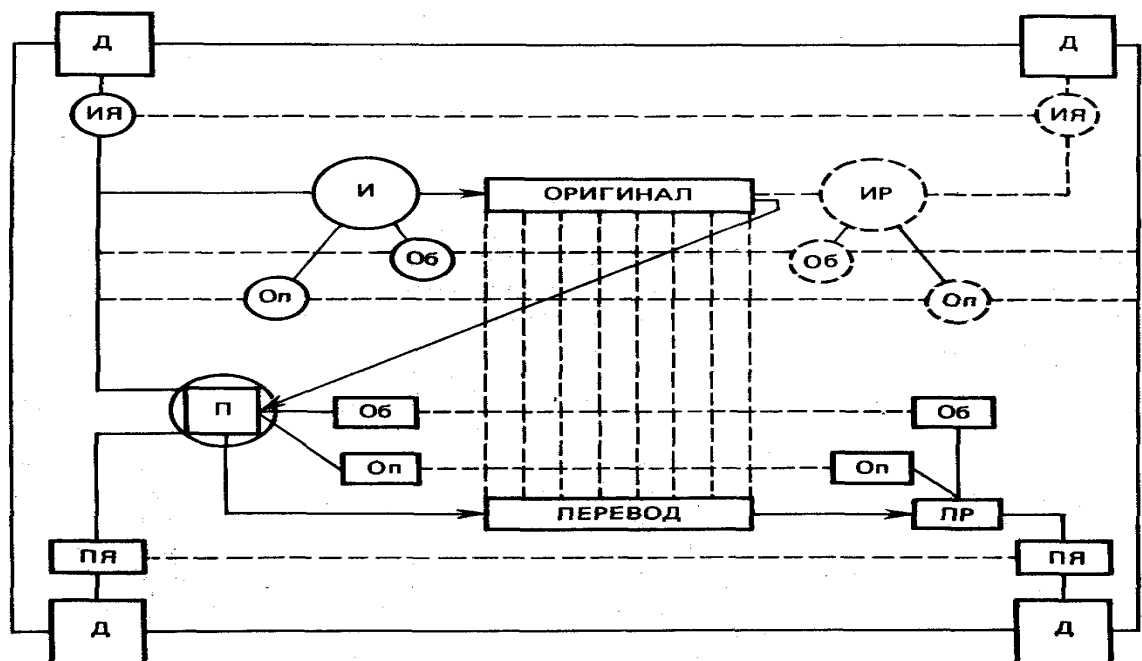 Д
Д
ИЯ
ИЯ
И
ОРИГИНАЛ
ИР
Об
Об
Оп
Оп
П
Об
Об
Оп
Оп
ПЕРЕВОД
ПР
ПЯ
ПЯ
Д
Д